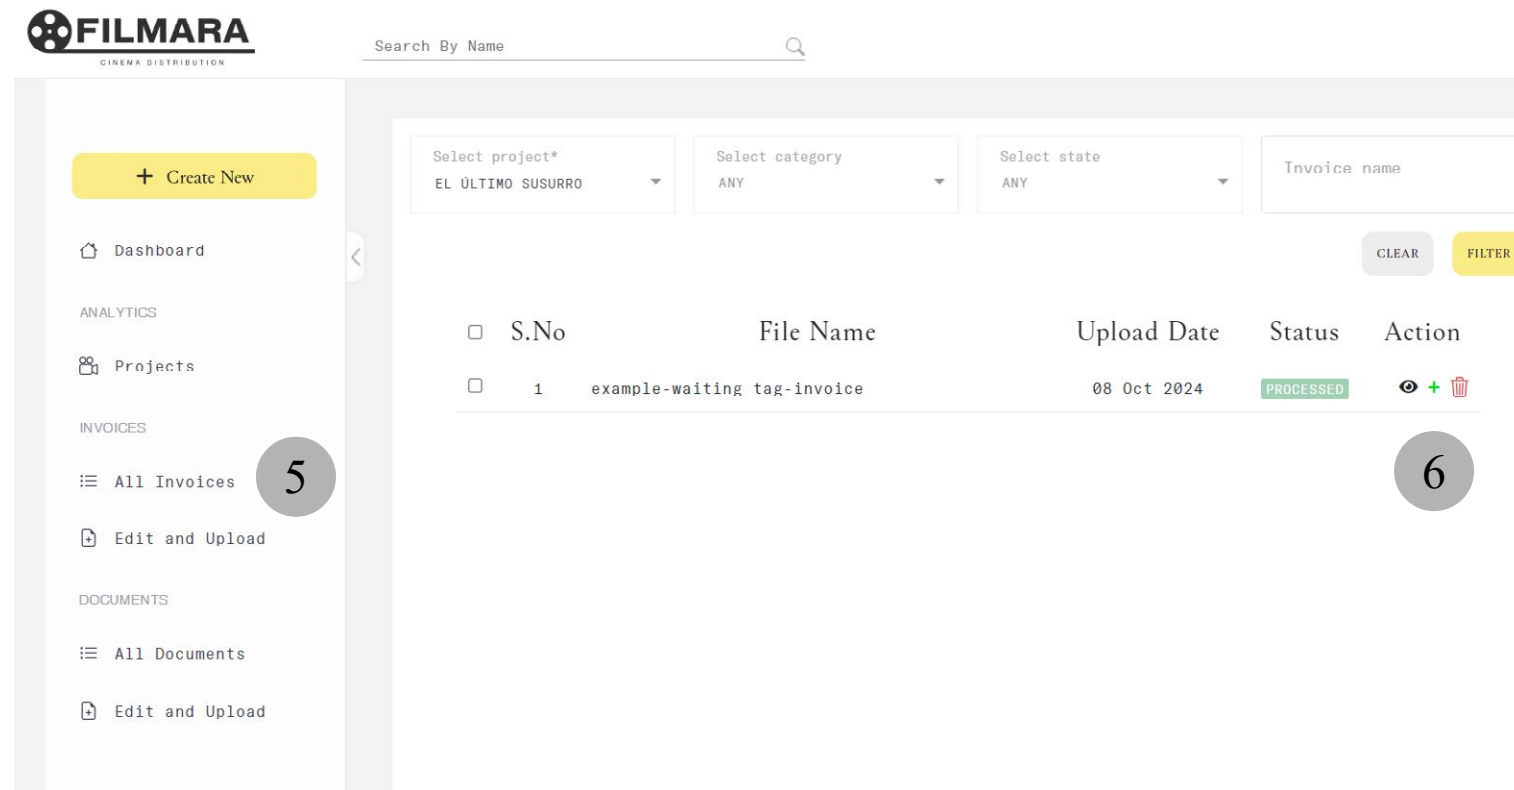 FILMARA
CINEMA DISTRIBUTION
Search By Name
Create New
Dashboard
ANALYTICS
Projects
INVOICES
All Invoices
5
Edit and Upload
DOCUMENTS
All Documents
Edit and Upload
Select project*
EL ÚLTIMO SUSURRO
Select category
ANY
Select state
ANY
Invoice name
CLEAR FILTER
S.No File Name Upload Date Status Action
1 example-waiting tag-invoice 08 Oct 2024 PROCESSED
6